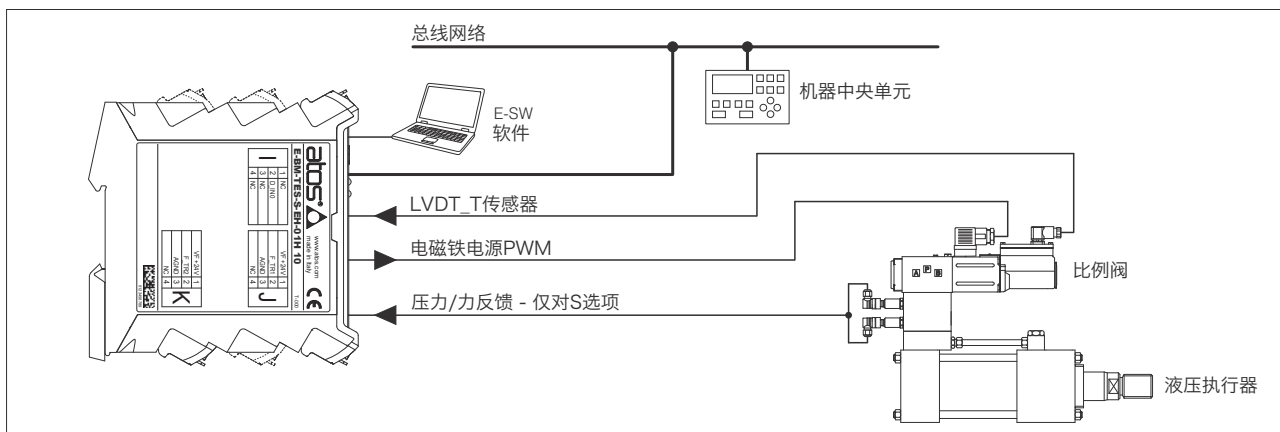 总线网络
机器中央单元
E-SW
软件
LVDT_T传感器
电磁铁电源PWM
比例阀
压力/力反馈 - 仅对S选项
液压执行器
atos
www.atos.com
made in Italy
CE
E-BM-TES-S-EH-01H 10
I
1 NC
2 D_IN0
3 NC
4 NC
J
VF +24V 1
F_TR1 2
AGND 3
NC 4
K
VF +24V 1
F_TR2 2
AGND 3
NC 4
A P B